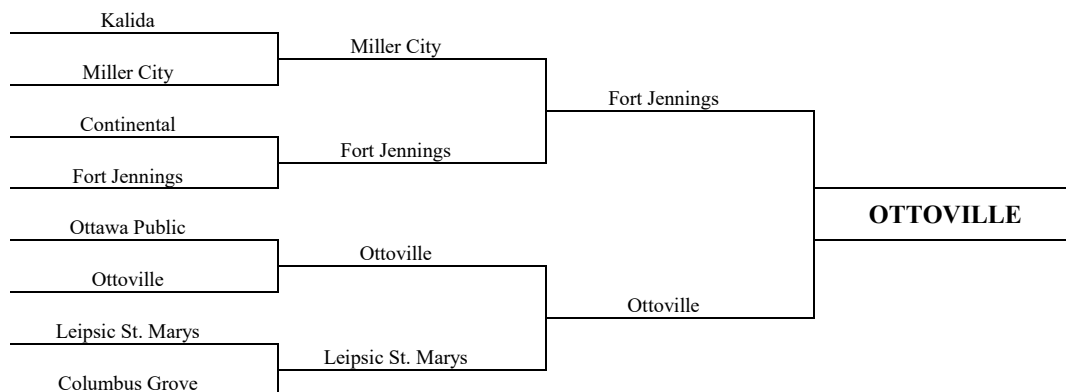 Kalida
Miller City
Miller City
Fort Jennings
Continental
Fort Jennings
Fort Jennings
OTTOVILLE
Ottawa Public
Ottoville
Ottoville
Ottoville
Leipsic St. Marys
Leipsic St. Marys
Columbus Grove